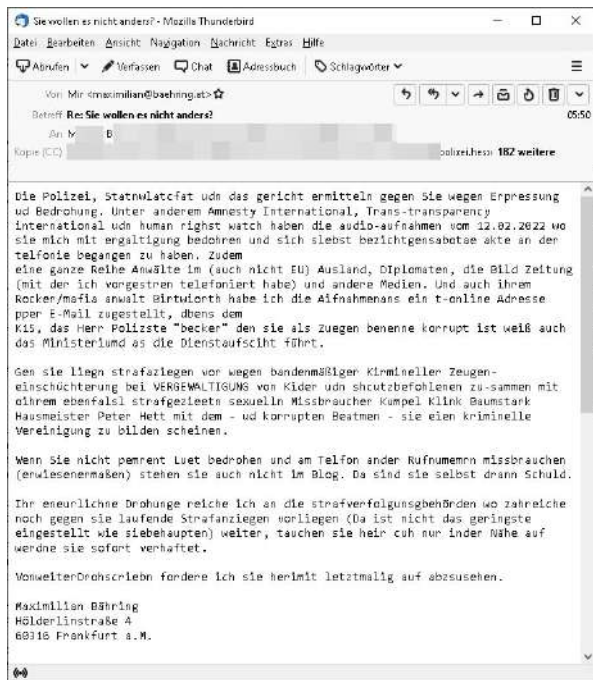 Sie wollen es nicht anders? - Mozilla Thunderbird
Datei Bearbeiten Ansicht Navigation Nachricht Extras Hilfe
Abrufen Verfassen Chat Adressbuch Schlagwörter
Von Mir <maximilian@baehring.at>
Betreff Re: Sie wollen es nicht anders? 05:50
An M B
Kopie (CC) 182 weitere
Die Polizei, Statnwlatcfat udn das gericht ermitteln gegen Sie wegen Erpressung
ud Bedrohung. Unter anderem Amnesty International, Trans-transparency
international udn human righst watch haben die audio-aufnahmen vom 12.02.2022 wo
sie mich mit ergaltigung bedohren und sich slebst bezichtgensabotae akte an der
telfonie begangen zu haben. Zudem
eine ganze Reihe Anwälte im (auch nicht EU) Ausland, DIplomaten, die Bild Zeitung
(mit der ich vorgestren telefoniert habe) und andere Medien. Und auch ihrem
Rocker/mafia anwalt Birtwiorth habe ich die Aifnahmenans ein t-online Adresse
pper E-Mail zugestellt, dbens dem
K15, das Herr Polizste "becker" den sie als Zuegen benenne korrupt ist weiß auch
das Ministeriumd as die Dienstaufsciht führt.
Gen sie liegn strafaziegen vor wegen bandenmäßiger Kirmineller Zeugen-
einschüchterung bei VERGEWALTIGUNG von Kider udn shcutzbefohlenen zu-sammen mit
oihrem ebenfalsl strafgezieetn sexuelln Missbraucher Kumpel Klink Baumstark
Hausmeister Peter Hett mit dem - ud korrupten Beatmen - sie eien kriminelle
Vereinigung zu bilden scheinen.
Wenn Sie nicht pemrent Luet bedrohen und am Telfon ander Rufnumemrn missbrauchen
(erwiesenermaßen) stehen sie auch nicht im Blog. Da sind sie selbst drann Schuld.
Ihr eneurlichne Drohunge reiche ich an die strafverfolgunsgbehörden wo zahreiche
noch gegen sie laufende Strafanziegen vorliegen (Da ist nicht das geringste
eingestellt wie siebehaupten) weiter, tauchen sie heir cuh nur inder Nähe auf
werdne sie sofort verhaftet.
VonweiterDrohscriebn fordere ich sie herimit letztmalig auf abzsusehen.
Maximilian Bähring
Hölderlinstraße 4
60316 Frankfurt a.M.